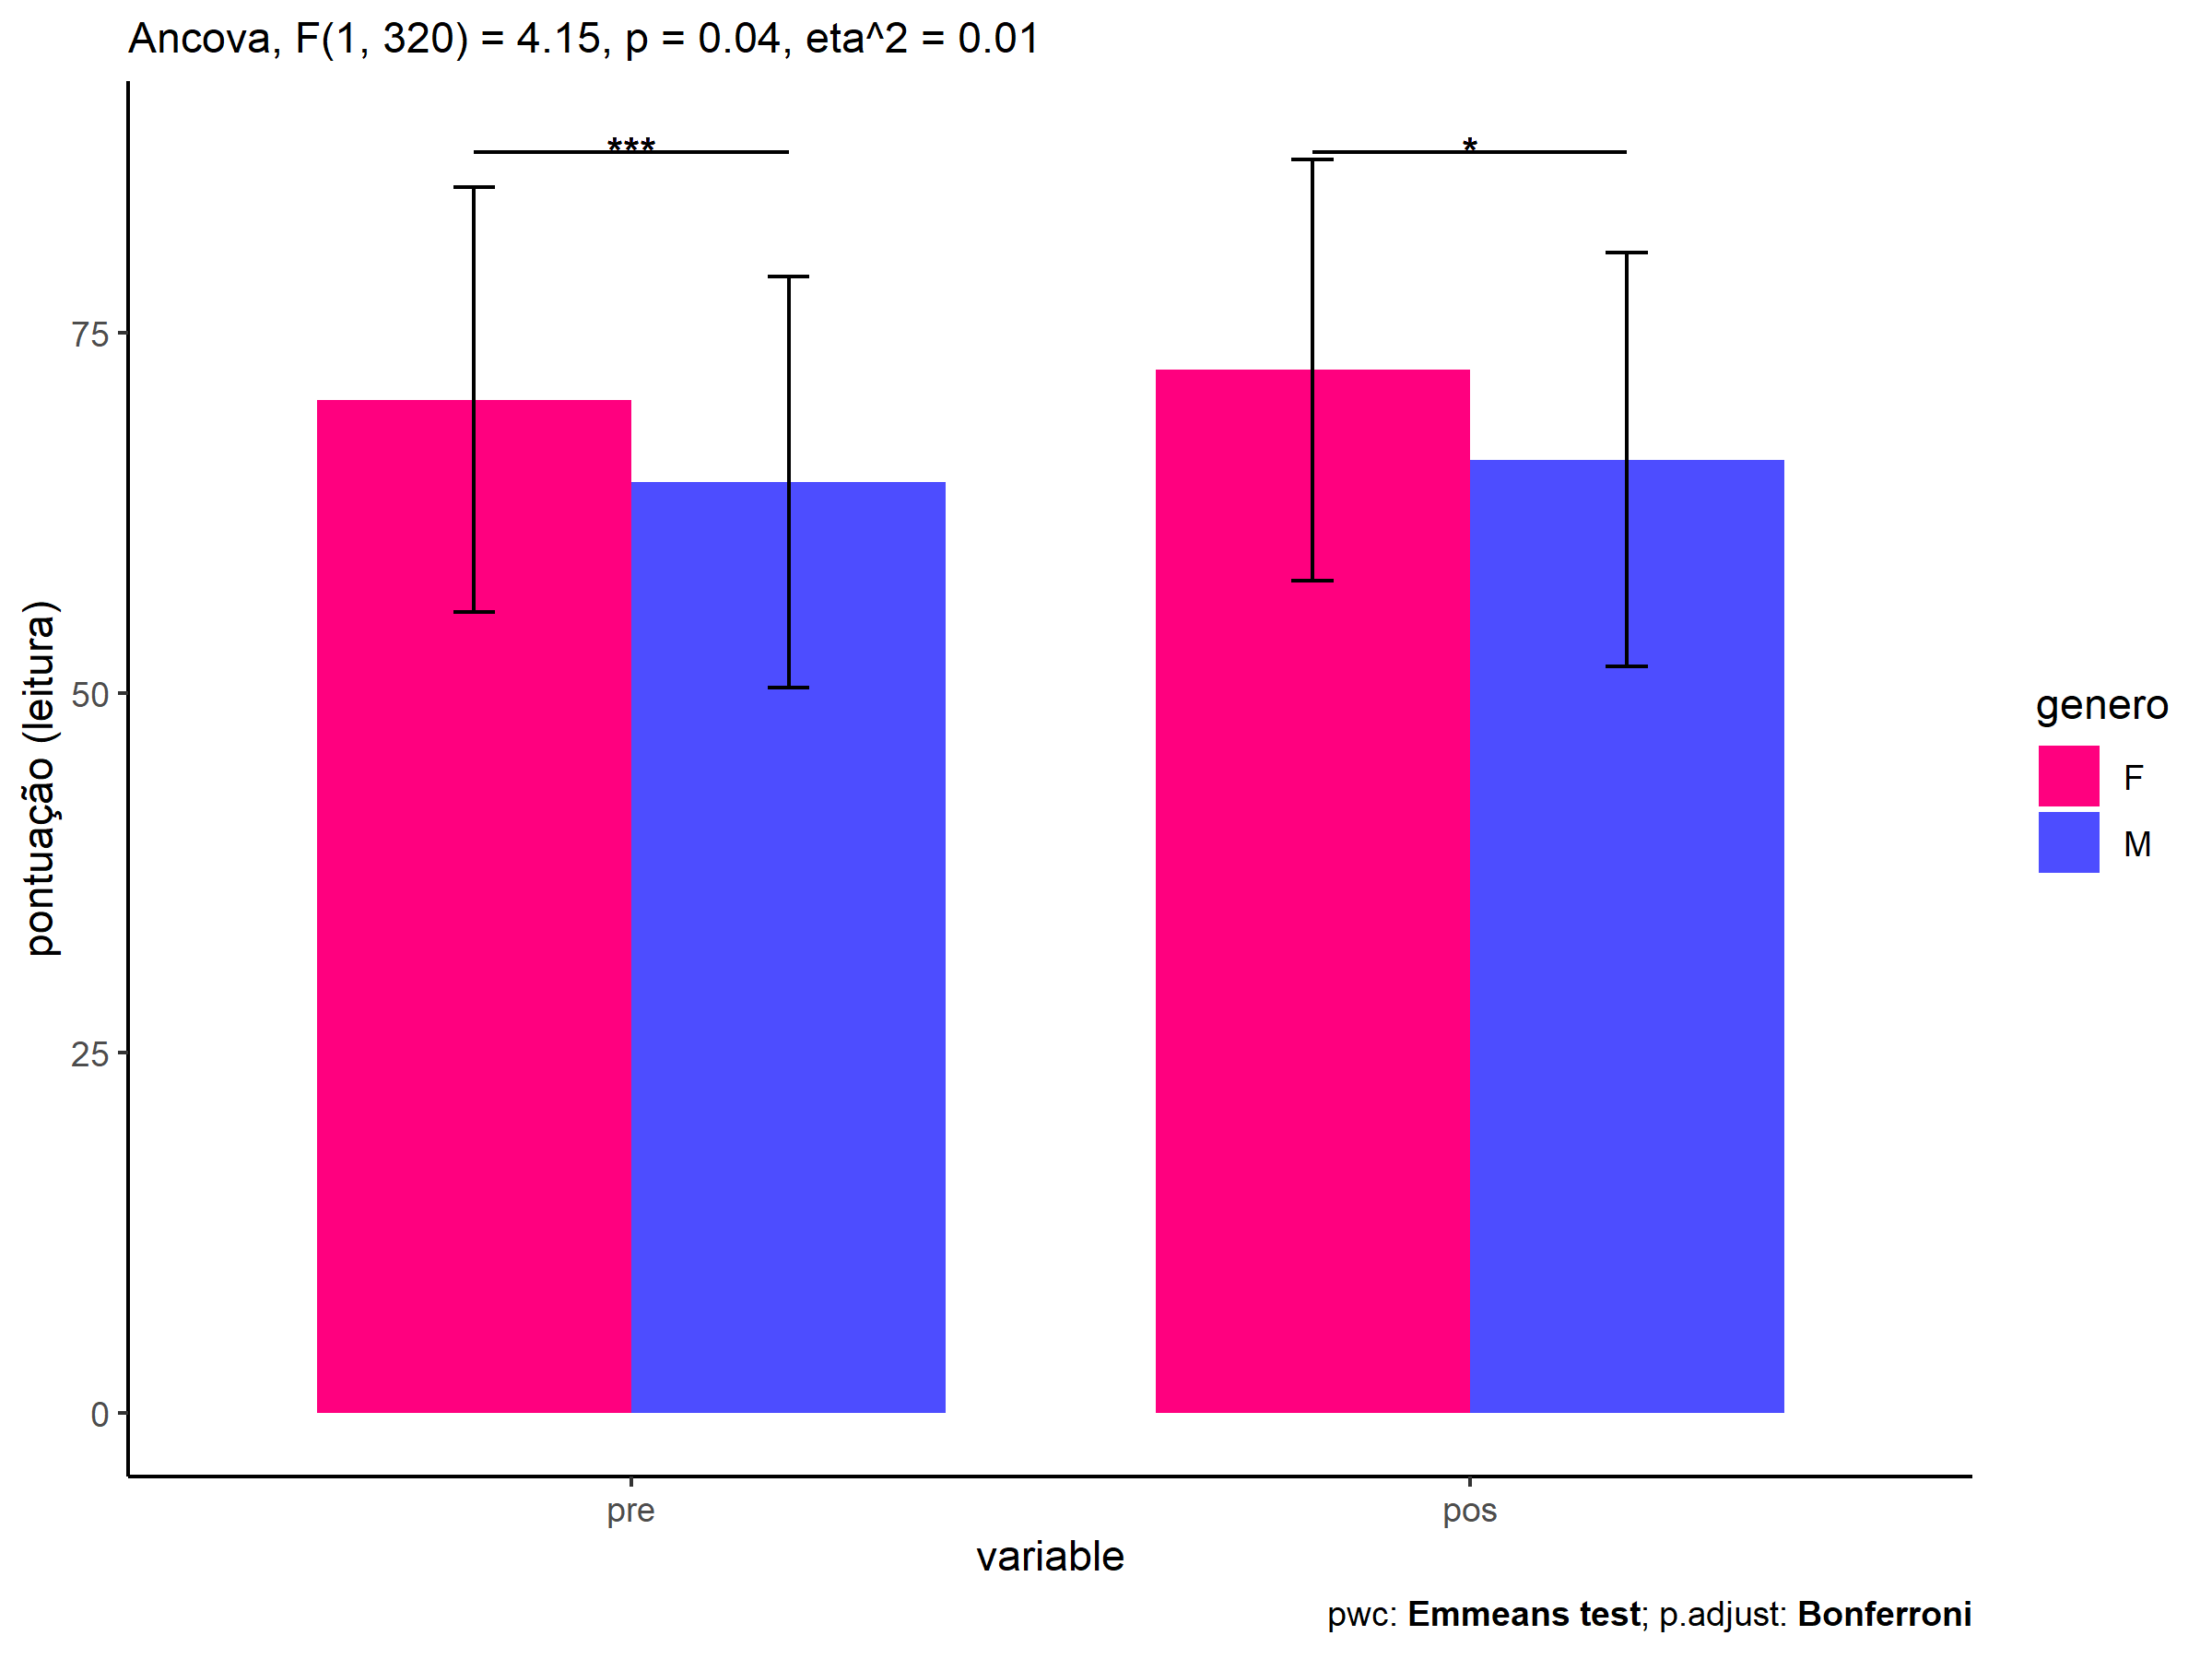 Ancova, F(1, 320) = 4.15, p = 0.04, eta^2 = 0.01
***
*
75
50
25
0
pontuação (leitura)
pre
pos
variable
genero
F
M
pwc: Emmeans test; p.adjust: Bonferroni